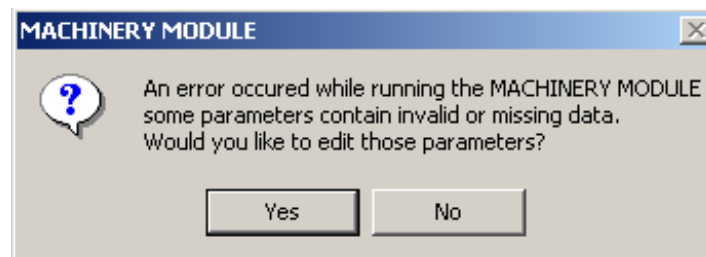 MACHINERY MODULE
An error occured while running the MACHINERY MODULE
some parameters contain invalid or missing data.
Would you like to edit those parameters?
Yes No